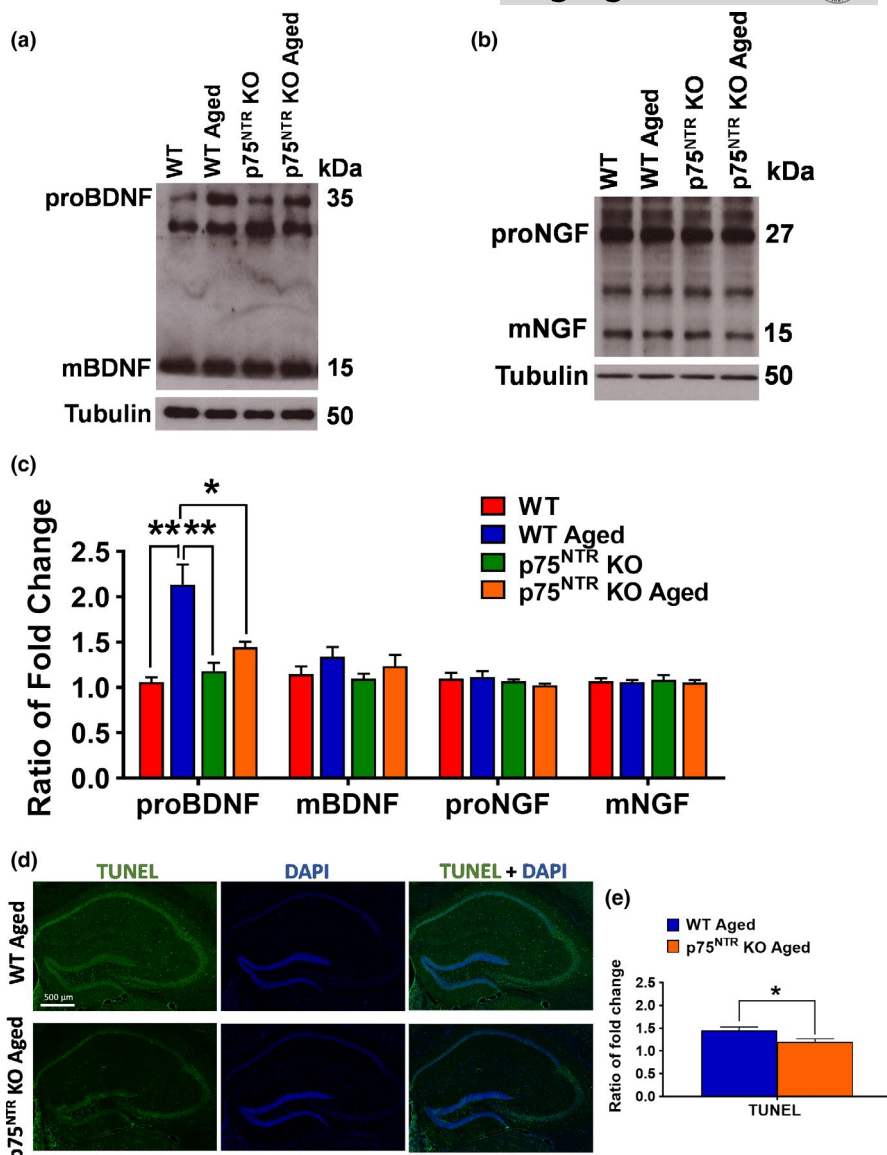 (a)
WT
WT Aged
p75NTR KO
p75NTR KO Aged
kDa
proBDNF
35
mBDNF
15
Tubulin
50
(b)
WT
WT Aged
p75NTR KO
p75NTR KO Aged
kDa
proNGF
27
mNGF
15
Tubulin
50
(c)
Ratio of Fold Change
2.5
2.0
1.5
1.0
0.5
0.0
**
**
*
WT
WT Aged
p75NTR KO
p75NTR KO Aged
proBDNF
mBDNF
proNGF
mNGF
(d)
TUNEL
DAPI
TUNEL + DAPI
WT Aged
500 μm
p75NTR KO Aged
(e)
WT Aged
p75NTR KO Aged
Ratio of fold change
2.5
2.0
1.5
1.0
0.5
0.0
*
TUNEL